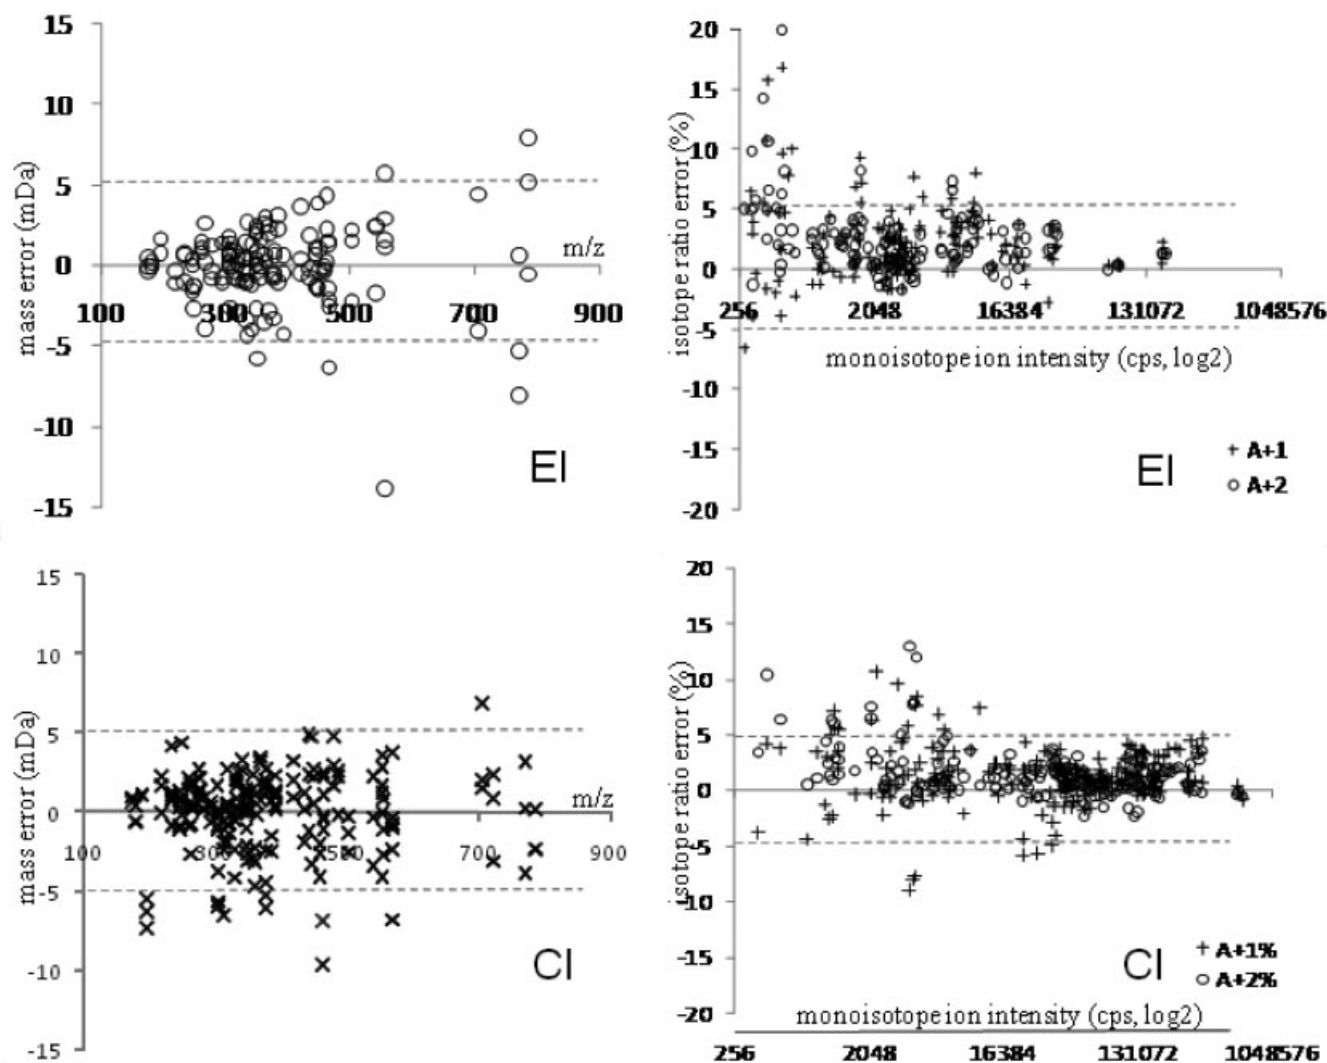 15
10
5
0
-5
-10
-15
mass error (mDa)
m/z
100 300 500 700 900
EI
20
15
10
5
0
-5
-10
-15
-20
isotope ratio error (%)
256 2048 16384 131072 1048576
monoisotope ion intensity (cps, log2)
EI
+ A+1
o A+2
15
10
5
0
-5
-10
-15
mass error (mDa)
m/z
100 300 500 700 900
CI
20
15
10
5
0
-5
-10
-15
-20
isotope ratio error (%)
CI
+ A+1%
o A+2%
monoisotope ion intensity (cps, log2)
256 2048 16384 131072 1048576